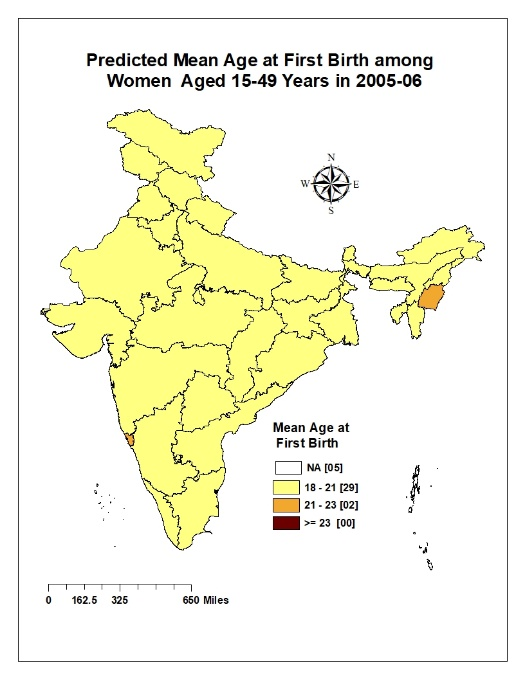 Predicted Mean Age at First Birth among
Women Aged 15-49 Years in 2005-06
N
W E
S
Mean Age at
First Birth
NA [05]
18 - 21 [29]
21 - 23 [02]
>= 23 [00]
0 162.5 325 650 Miles